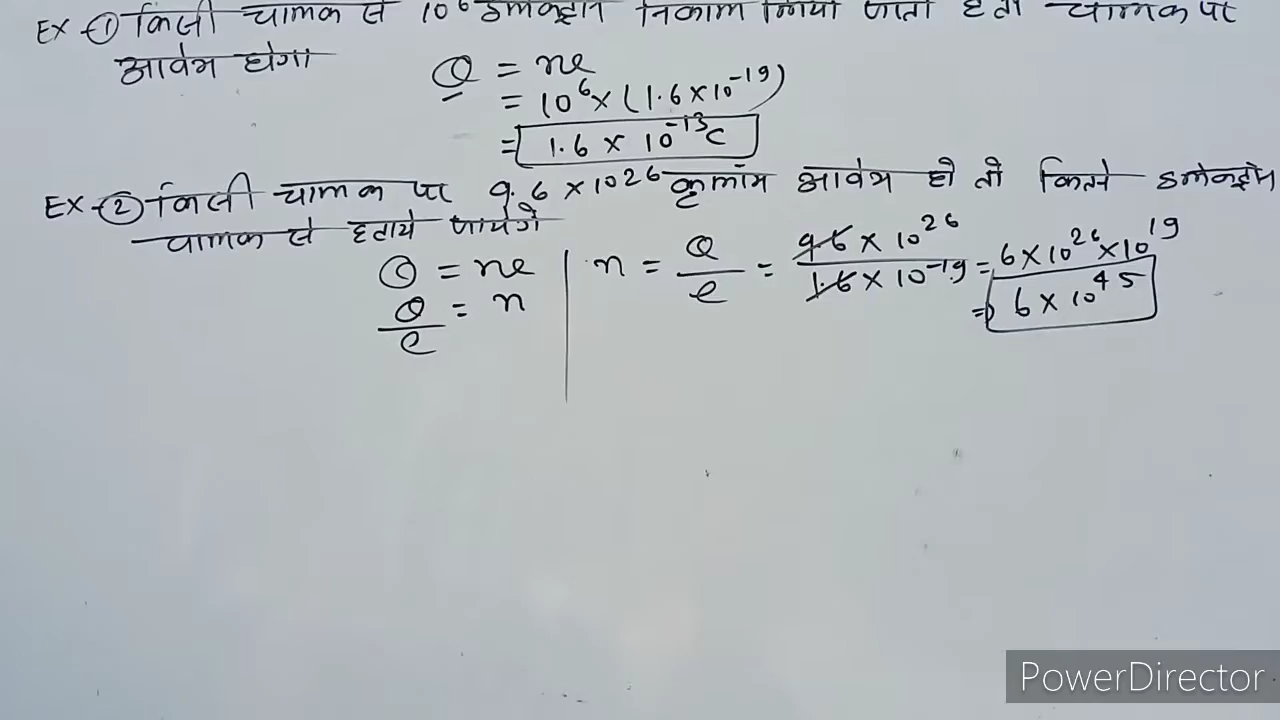 EX-① किसी चालक से 10⁶ इलेक्ट्रान निकाल लिया जाता है तो चालक पर
आवेश होगा
Q = ne
= 10⁶ × (1.6 × 10⁻¹⁹)
= 1.6 × 10⁻¹³ C
EX-② किसी चालक पर 9.6 × 10²⁶ कूलॉम आवेश हो तो कितने इलेक्ट्रोन
चालक से हटाये जायेंगे
Q = ne
Q/e = n
n = Q/e = 9.6 × 10²⁶ / 1.6 × 10⁻¹⁹ = 6 × 10²⁶ × 10¹⁹
⇒ 6 × 10⁴⁵
PowerDirector